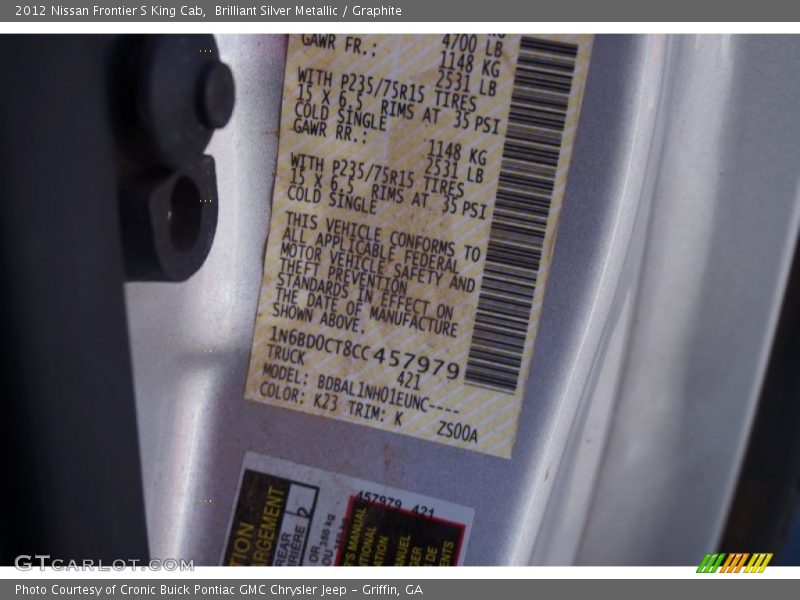 2012 Nissan Frontier S King Cab,  Brilliant Silver Metallic / Graphite
4700 LB
GAWR FR.: 1148 KG
2531 LB
WITH P235/75R15 TIRES
15 X 6.5 RIMS AT 35 PSI
COLD SINGLE
GAWR RR.: 1148 KG
2531 LB
WITH P235/75R15 TIRES
15 X 6.5 RIMS AT 35 PSI
COLD SINGLE
THIS VEHICLE CONFORMS TO
ALL APPLICABLE FEDERAL
MOTOR VEHICLE SAFETY AND
THEFT PREVENTION
STANDARDS IN EFFECT ON
THE DATE OF MANUFACTURE
SHOWN ABOVE.
1N6BD0CT8CC457979
TRUCK 421
MODEL: BDBAL1NH01EUNC----
COLOR: K23 TRIM: K ZS00A
457979 421
2
GTCARLOT.COM
Photo Courtesy of Cronic Buick Pontiac GMC Chrysler Jeep - Griffin, GA